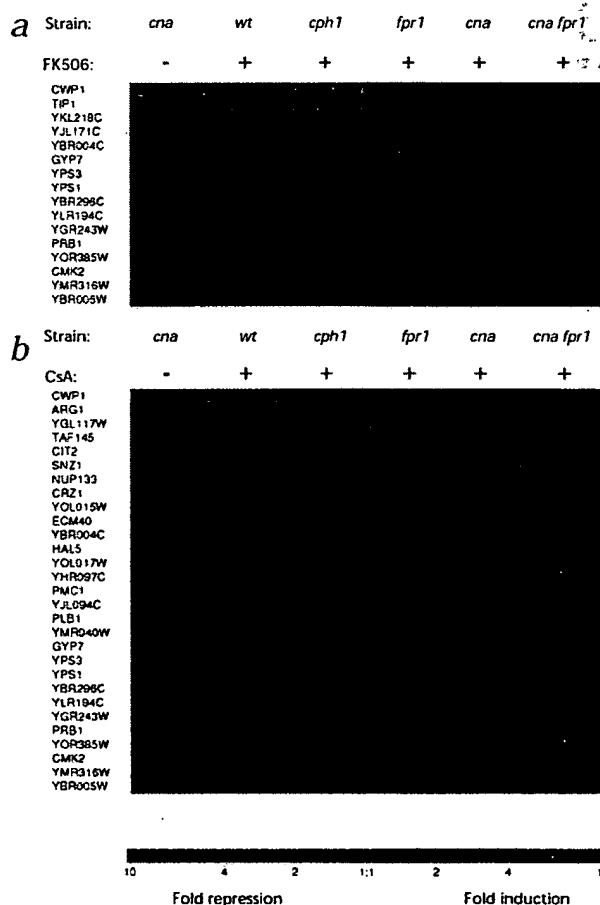 a Strain: cna wt cph1 fpr1 cna cna fpr1
FK506: - + + + + +
CWP1
TIP1
YKL218C
YJL171C
YBR004C
GYP7
YPS3
YPS1
YBR296C
YLR194C
YGR243W
PRB1
YOR385W
CMK2
YMR316W
YBR005W
b Strain: cna wt cph1 fpr1 cna cna fpr1
CsA: - + + + + +
CWP1
ARG1
YGL117W
TAF145
CIT2
SNZ1
NUP133
CRZ1
YOL015W
ECM40
YBR004C
HAL5
YOL017W
YHR097C
PMC1
YJL094C
PLB1
YMR040W
GYP7
YPS3
YPS1
YBR296C
YLR194C
YGR243W
PRB1
YOR385W
CMK2
YMR316W
YBR005W
10 4 2 1:1 2 4
Fold repression Fold induction